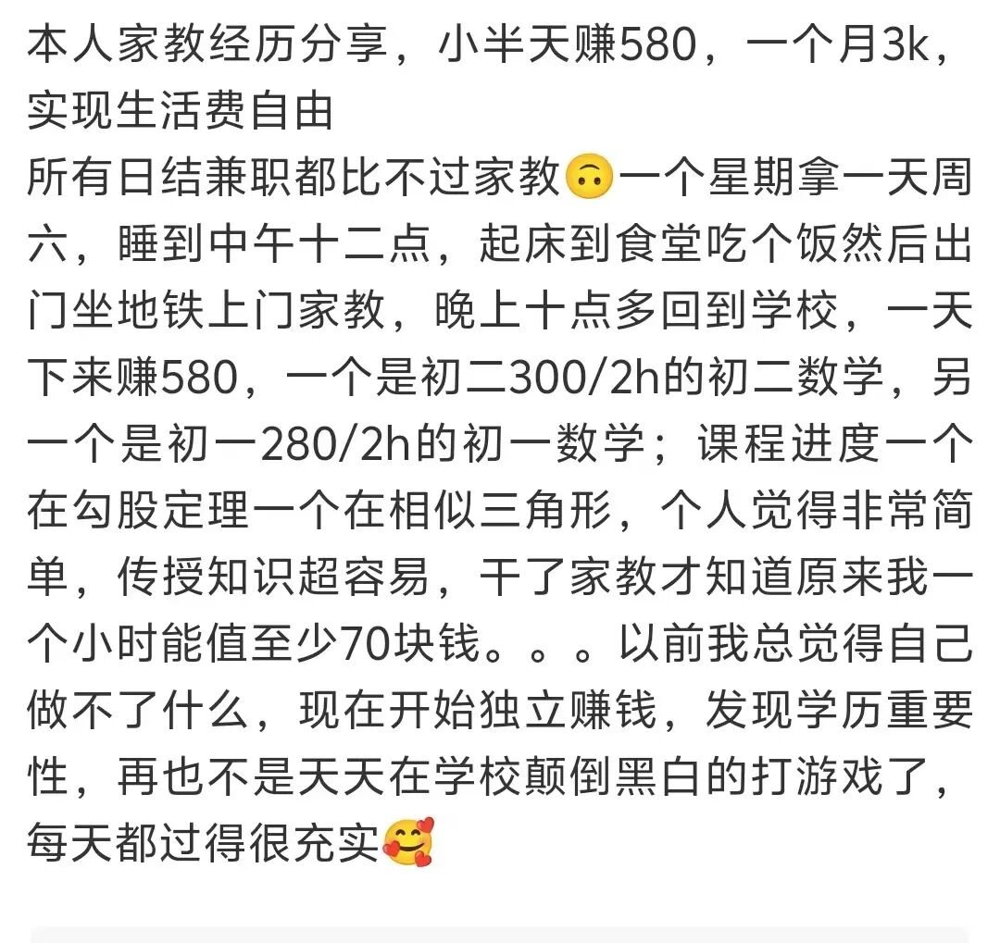 本人家教经历分享，小半天赚580，一个月3k，
实现生活费自由
所有日结兼职都比不过家教🙃一个星期拿一天周
六，睡到中午十二点，起床到食堂吃个饭然后出
门坐地铁上门家教，晚上十点多回到学校，一天
下来赚580，一个是初二300/2h的初二数学，另
一个是初一280/2h的初一数学；课程进度一个
在勾股定理一个在相似三角形，个人觉得非常简
单，传授知识超容易，干了家教才知道原来我一
个小时能值至少70块钱。。。以前我总觉得自己
做不了什么，现在开始独立赚钱，发现学历重要
性，再也不是天天在学校颠倒黑白的打游戏了，
每天都过得很充实🥰